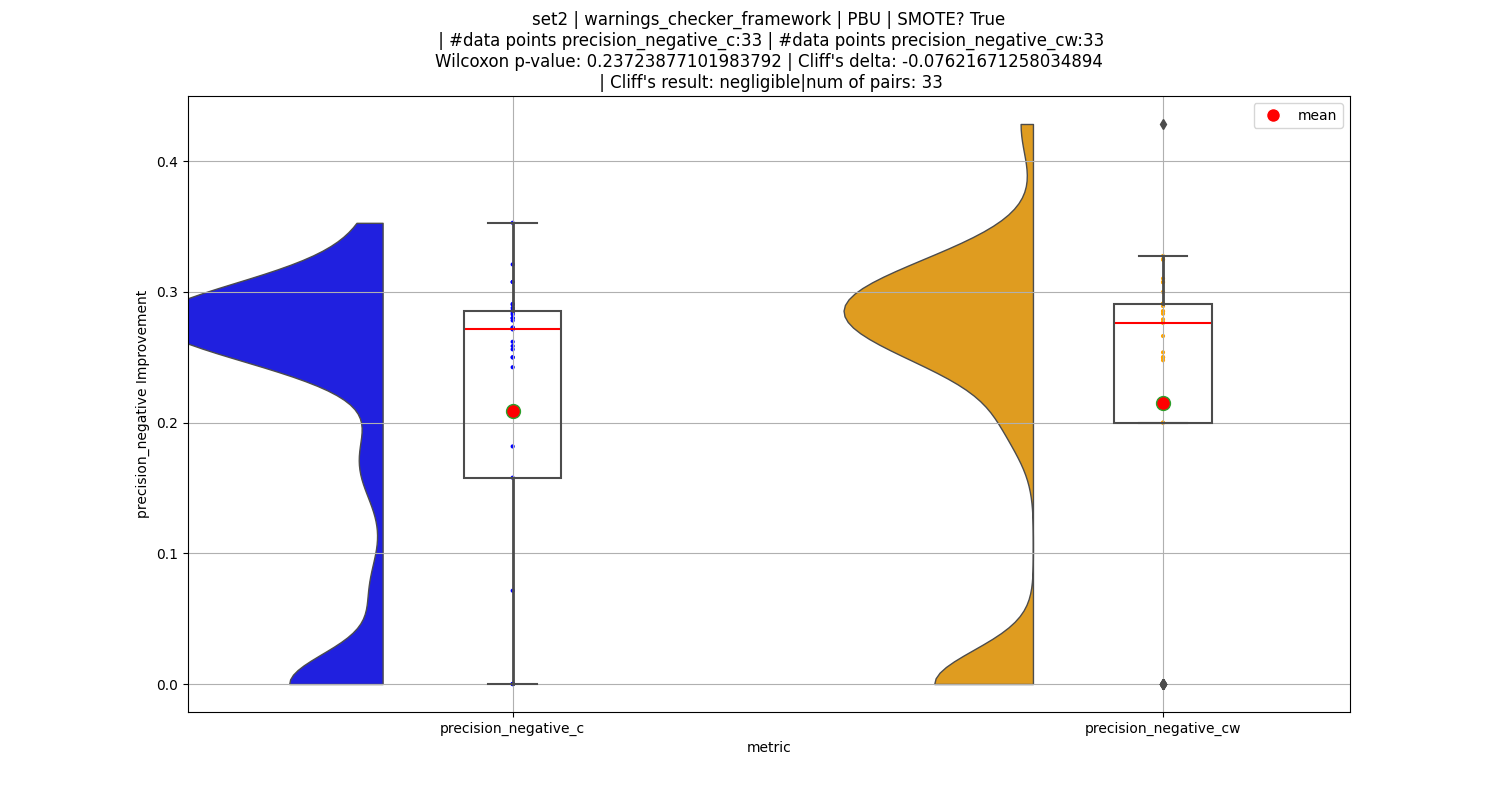 set2 | warnings_checker_framework | PBU | SMOTE? True
| #data points precision_negative_c:33 | #data points precision_negative_cw:33
Wilcoxon p-value: 0.23723877101983792 | Cliff's delta: -0.07621671258034894
| Cliff's result: negligible|num of pairs: 33
mean
0.4
0.3
0.2
0.1
0.0
precision_negative Improvement
precision_negative_c
precision_negative_cw
metric